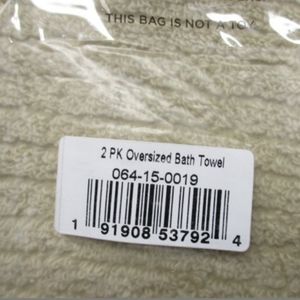 THIS BAG IS NOT A TOY
2 PK Oversized Bath Towel
064-15-0019
1 91908 53792 4